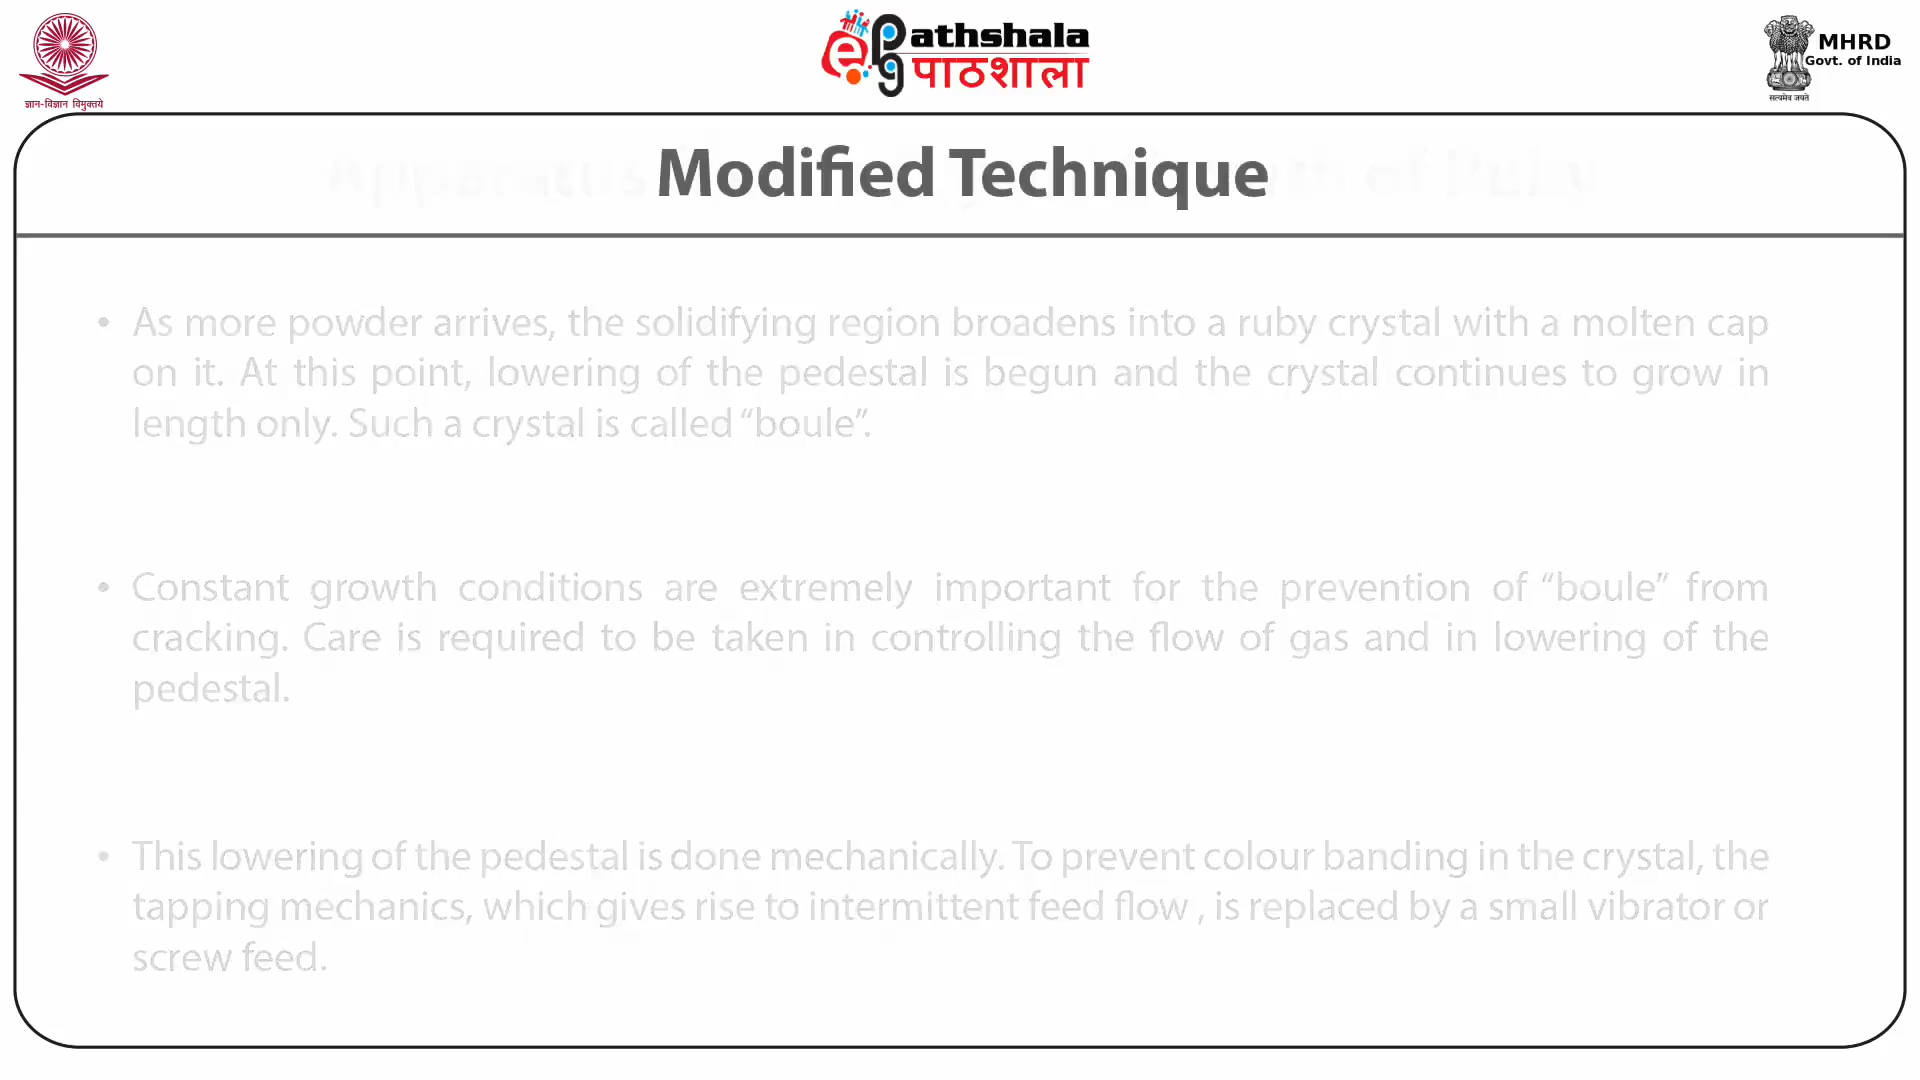 ePG Pathshala
पाठशाला
MHRD
Govt. of India
ज्ञान-विज्ञान विमुक्तये
सत्यमेव जयते
Modified Technique
• As more powder arrives, the solidifying region broadens into a ruby crystal with a molten cap
on it. At this point, lowering of the pedestal is begun and the crystal continues to grow in
length only. Such a crystal is called “boule”.
• Constant growth conditions are extremely important for the prevention of “boule” from
cracking. Care is required to be taken in controlling the flow of gas and in lowering of the
pedestal.
• This lowering of the pedestal is done mechanically. To prevent colour banding in the crystal, the
tapping mechanics, which gives rise to intermittent feed flow , is replaced by a small vibrator or
screw feed.